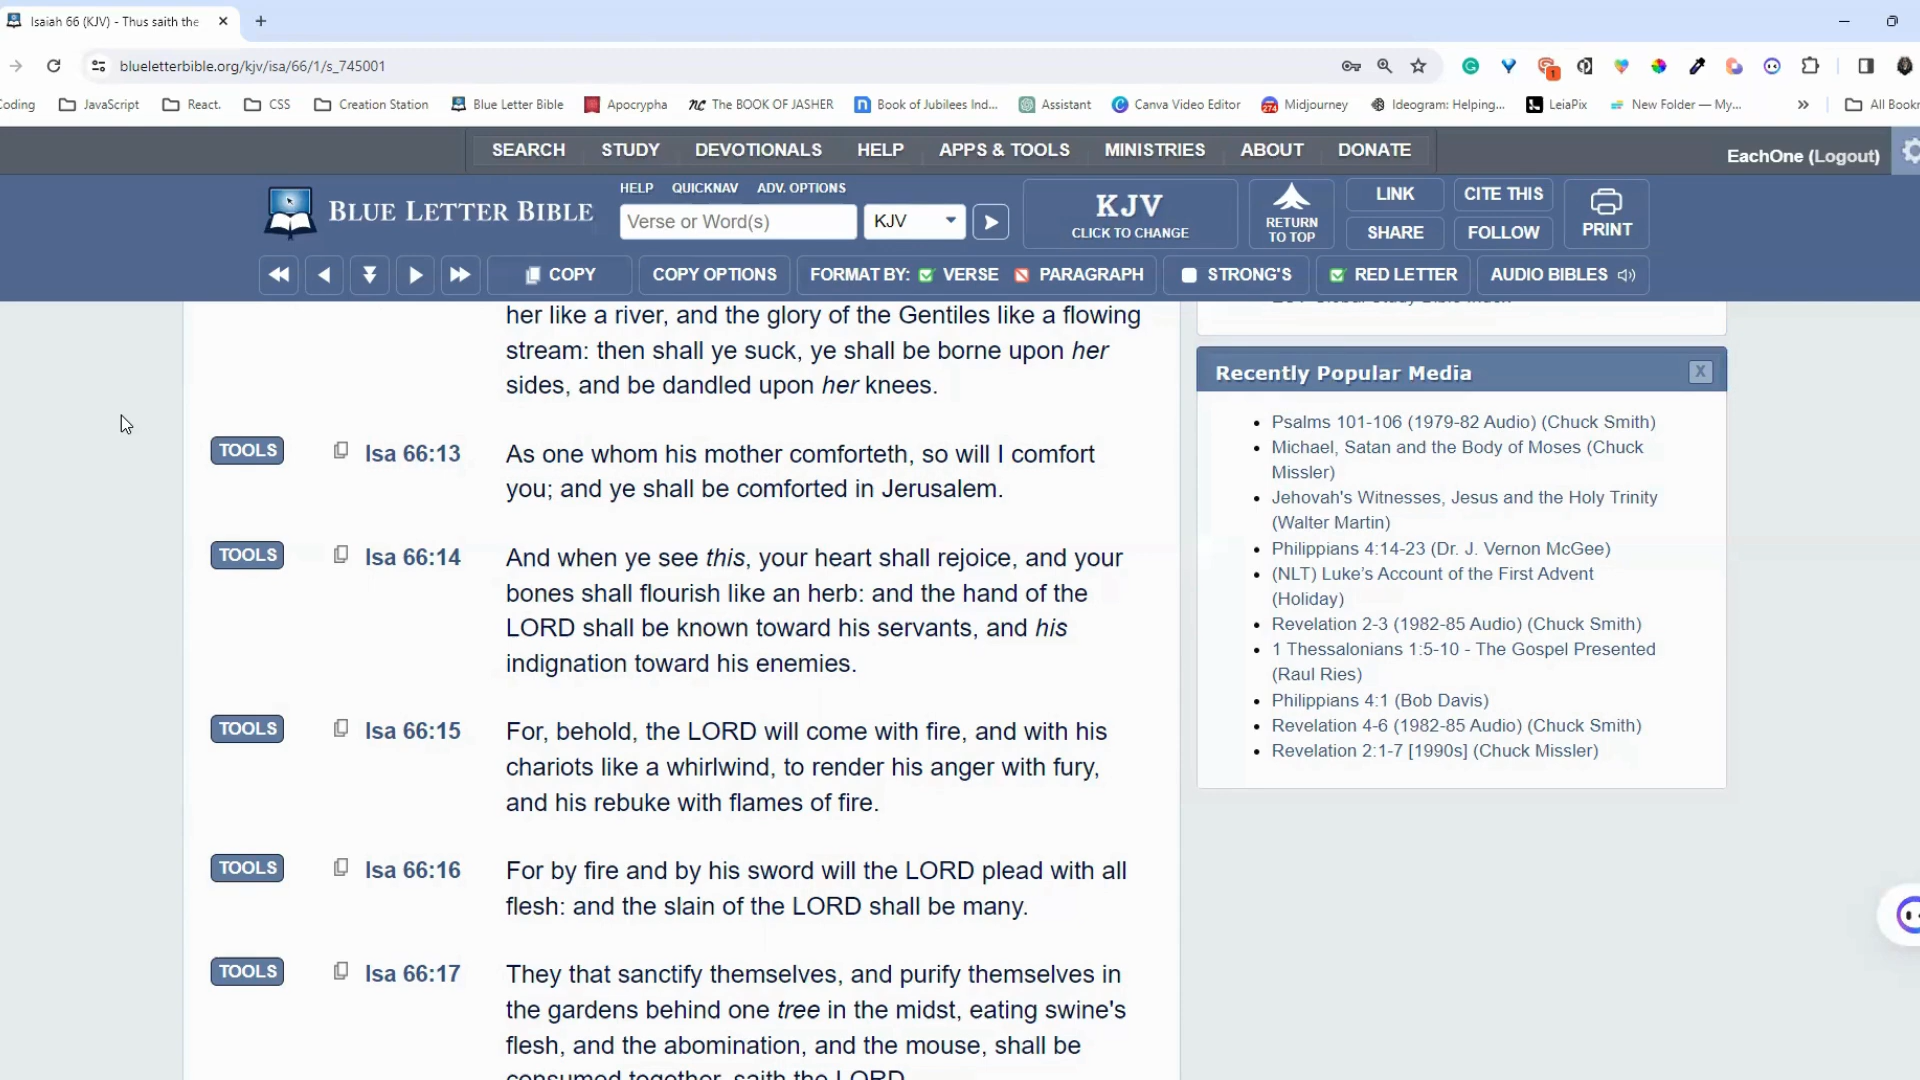 Isaiah 66 (KJV) - Thus saith the
blueletterbible.org/kjv/isa/66/1/s_745001
1
oding JavaScript React. CSS Creation Station Blue Letter Bible Apocrypha The BOOK OF JASHER Book of Jubilees Ind... Assistant Canva Video Editor Midjourney Ideogram: Helping... LeiaPix New Folder — My... » All Bookr
SEARCH STUDY DEVOTIONALS HELP APPS & TOOLS MINISTRIES ABOUT DONATE
EachOne (Logout)
HELP QUICKNAV ADV. OPTIONS
BLUE LETTER BIBLE
Verse or Word(s) KJV
KJV
CLICK TO CHANGE
RETURN
TO TOP
LINK CITE THIS
SHARE FOLLOW
PRINT
COPY COPY OPTIONS FORMAT BY: VERSE PARAGRAPH STRONG'S RED LETTER AUDIO BIBLES
her like a river, and the glory of the Gentiles like a flowing
stream: then shall ye suck, ye shall be borne upon her
sides, and be dandled upon her knees.
TOOLS Isa 66:13 As one whom his mother comforteth, so will I comfort
you; and ye shall be comforted in Jerusalem.
TOOLS Isa 66:14 And when ye see this, your heart shall rejoice, and your
bones shall flourish like an herb: and the hand of the
LORD shall be known toward his servants, and his
indignation toward his enemies.
TOOLS Isa 66:15 For, behold, the LORD will come with fire, and with his
chariots like a whirlwind, to render his anger with fury,
and his rebuke with flames of fire.
TOOLS Isa 66:16 For by fire and by his sword will the LORD plead with all
flesh: and the slain of the LORD shall be many.
TOOLS Isa 66:17 They that sanctify themselves, and purify themselves in
the gardens behind one tree in the midst, eating swine's
flesh, and the abomination, and the mouse, shall be
consumed together, saith the LORD.
Recently Popular Media X
Psalms 101-106 (1979-82 Audio) (Chuck Smith)
Michael, Satan and the Body of Moses (Chuck
Missler)
Jehovah's Witnesses, Jesus and the Holy Trinity
(Walter Martin)
Philippians 4:14-23 (Dr. J. Vernon McGee)
(NLT) Luke's Account of the First Advent
(Holiday)
Revelation 2-3 (1982-85 Audio) (Chuck Smith)
1 Thessalonians 1:5-10 - The Gospel Presented
(Raul Ries)
Philippians 4:1 (Bob Davis)
Revelation 4-6 (1982-85 Audio) (Chuck Smith)
Revelation 2:1-7 [1990s] (Chuck Missler)